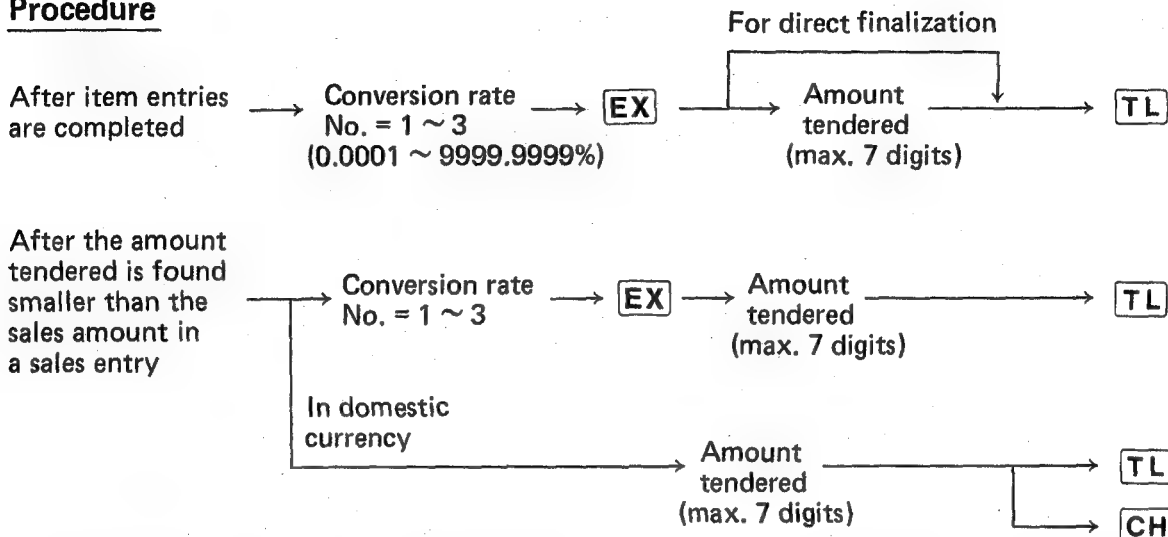 Procedure
For direct finalization
After item entries
are completed
Conversion rate
No. = 1 ~ 3
(0.0001 ~ 9999.9999%)
EX
Amount
tendered
(max. 7 digits)
TL
After the amount
tendered is found
smaller than the
sales amount in
a sales entry
Conversion rate
No. = 1 ~ 3
EX
Amount
tendered
(max. 7 digits)
TL
In domestic
currency
Amount
tendered
(max. 7 digits)
TL
CH